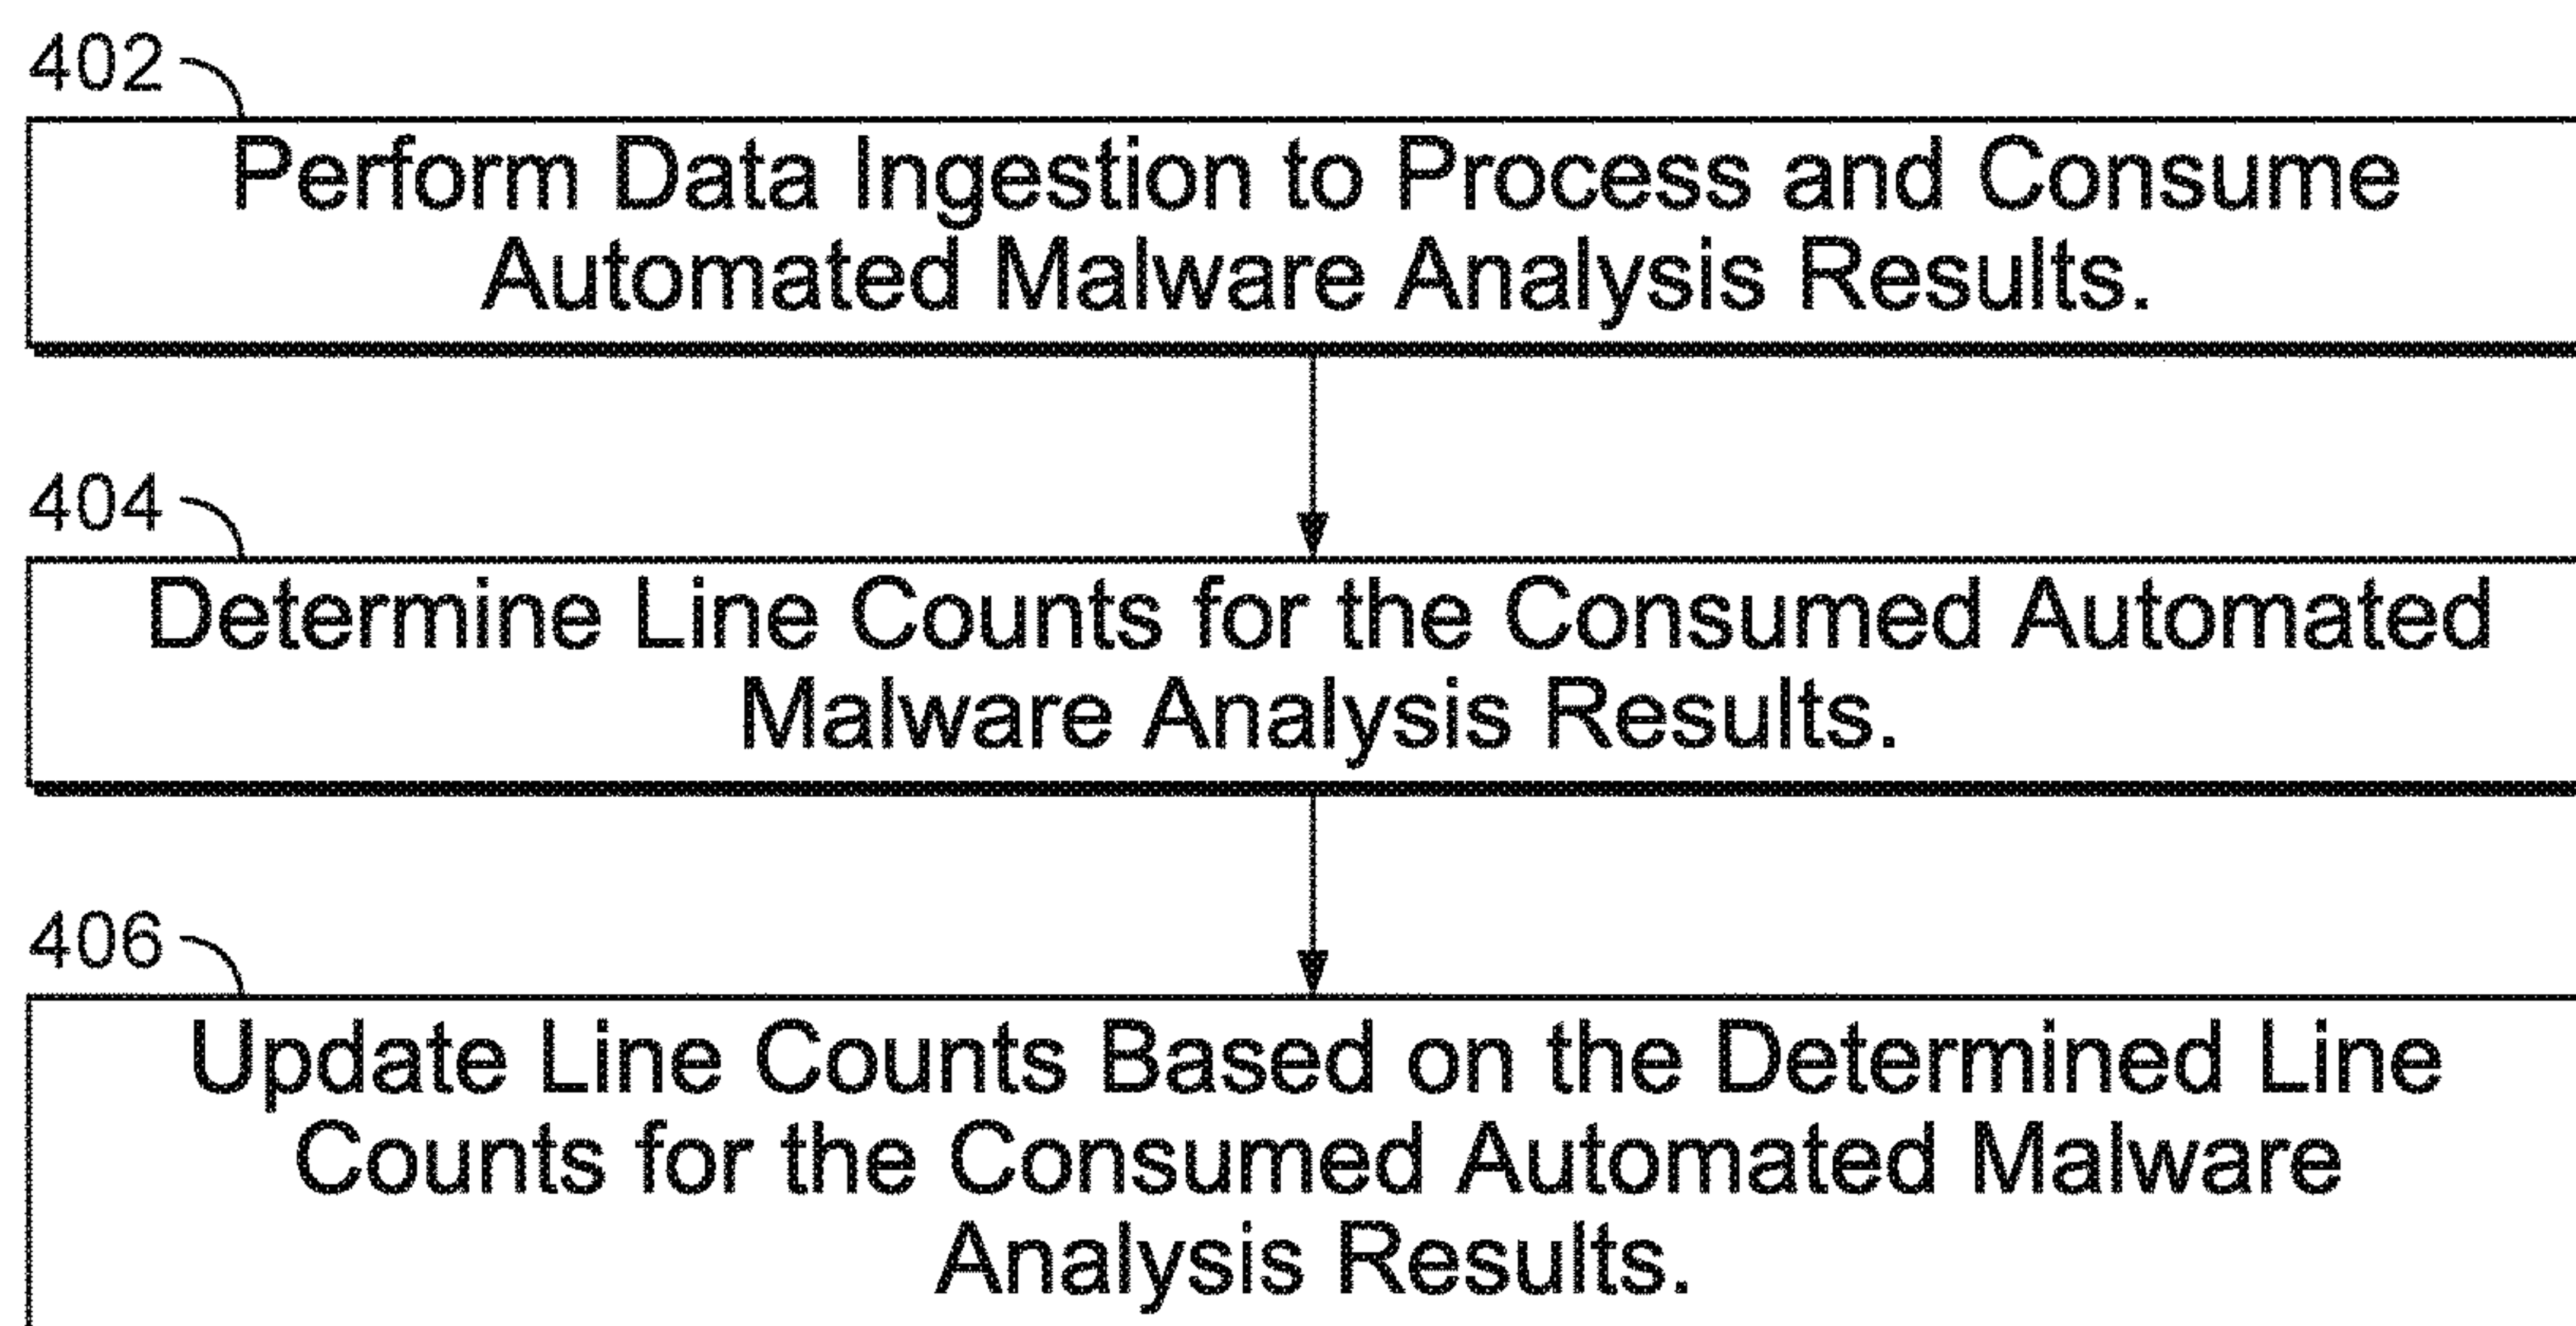 402
Perform Data Ingestion to Process and Consume
Automated Malware Analysis Results.
404
Determine Line Counts for the Consumed Automated
Malware Analysis Results.
406
Update Line Counts Based on the Determined Line
Counts for the Consumed Automated Malware
Analysis Results.